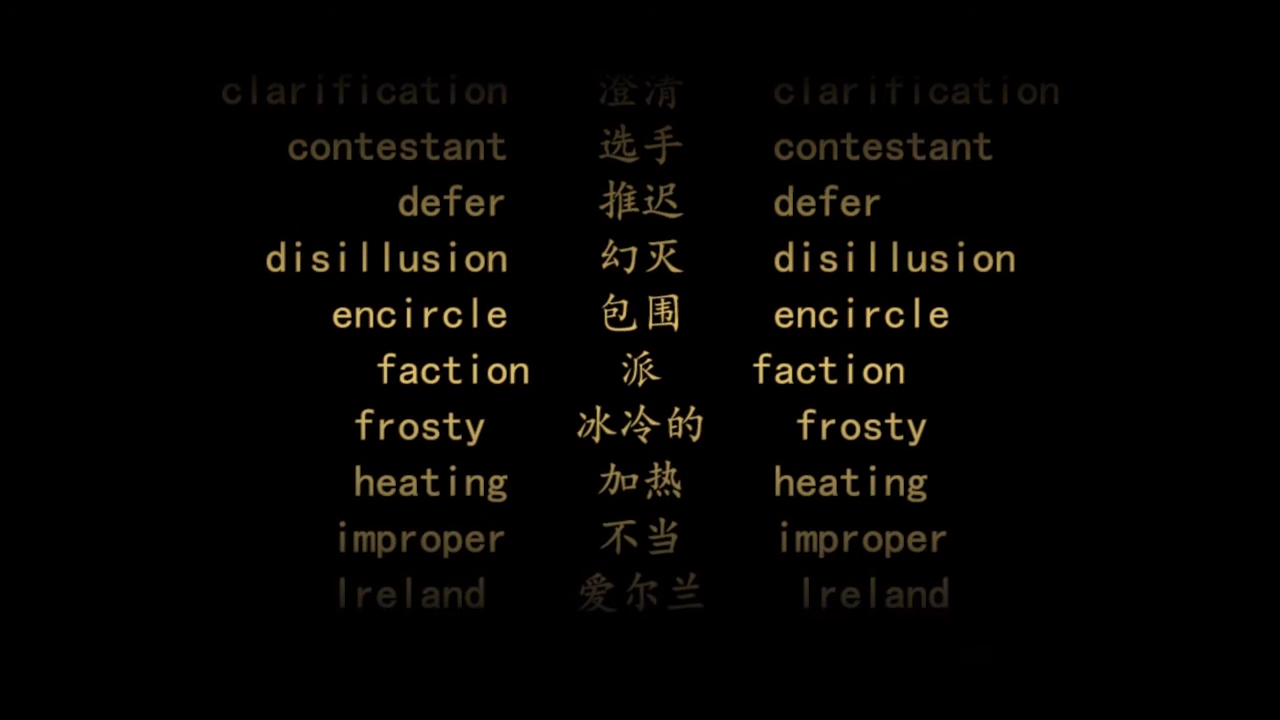 clarification 澄清 clarification
contestant 选手 contestant
defer 推迟 defer
disillusion 幻灭 disillusion
encircle 包围 encircle
faction 派 faction
frosty 冰冷的 frosty
heating 加热 heating
improper 不当 improper
Ireland 爱尔兰 Ireland